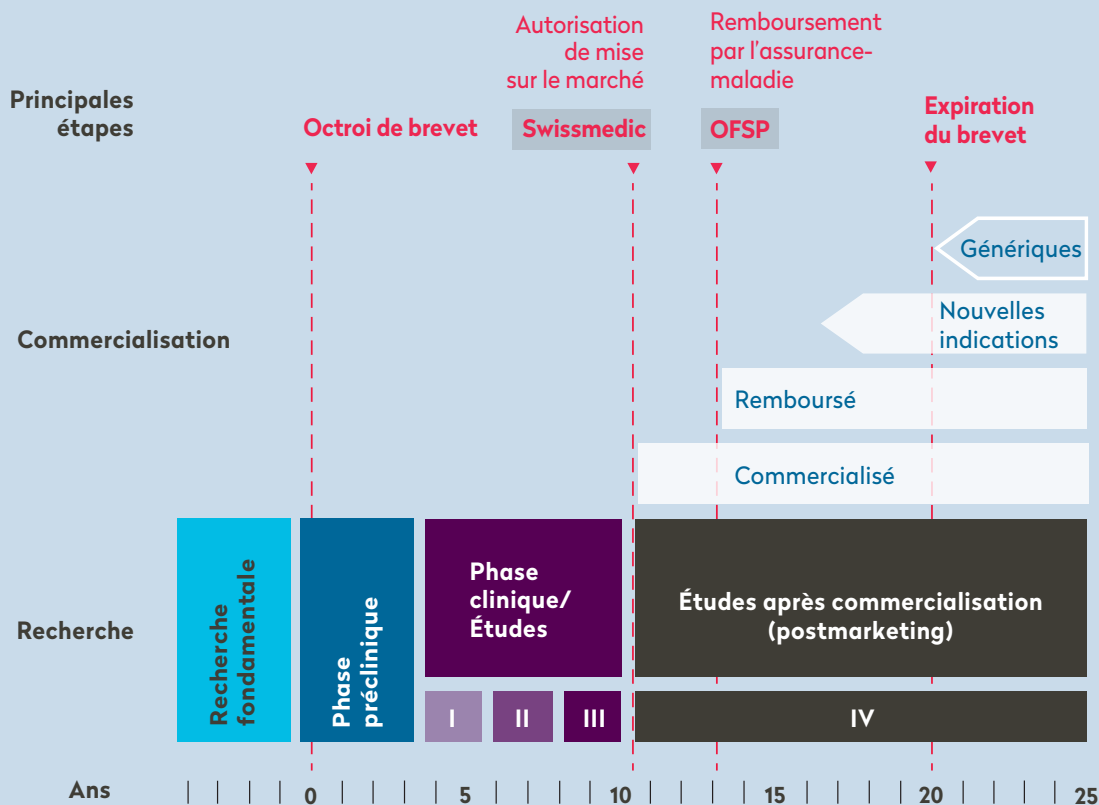 Principales
étapes
Octroi de brevet
Autorisation
de mise
sur le marché
Swissmedic
Remboursement
par l’assurance-
maladie
OFSP
Expiration
du brevet
Commercialisation
Génériques
Nouvelles
indications
Remboursé
Commercialisé
Recherche
Recherche
fondamentale
Phase
préclinique
Phase
clinique/
Études
Études après commercialisation
(postmarketing)
I
II
III
IV
Ans
0
5
10
15
20
25